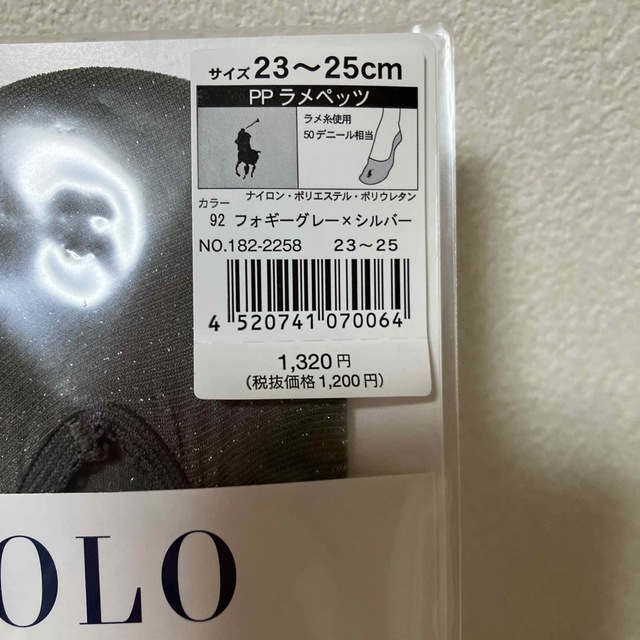 サイズ 23～25cm
PP ラメペッツ
ラメ糸使用
50デニール相当
ナイロン・ポリエステル・ポリウレタン
カラー
92 フォギーグレー×シルバー
NO.182-2258 23～25
4 520741 070064
1,320円
(税抜価格1,200円)
OLO